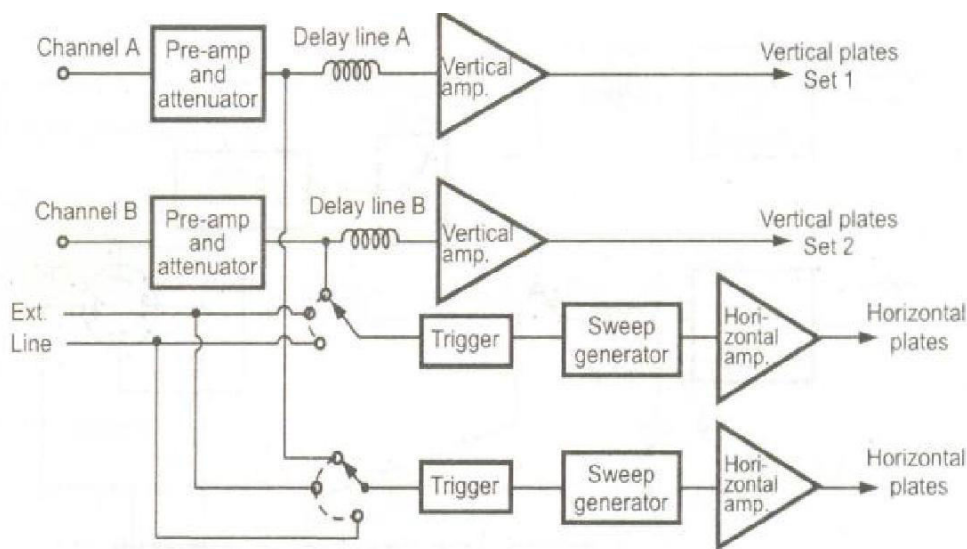 Channel A
Pre-amp
and
attenuator
Delay line A
Vertical
amp.
Vertical plates
Set 1
Channel B
Pre-amp
and
attenuator
Delay line B
Vertical
amp.
Vertical plates
Set 2
Ext.
Line
Trigger
Sweep
generator
Hori-
zontal
amp.
Horizontal
plates
Trigger
Sweep
generator
Hori-
zontal
amp.
Horizontal
plates